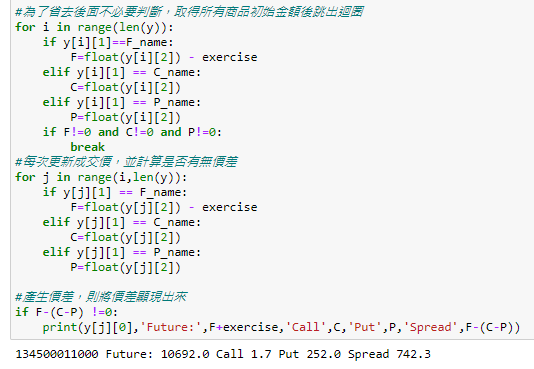 #為了省去後面不必要判斷，取得所有商品初始金額後跳出迴圈
for i in range(len(y)):
    if y[i][1]==F_name:
        F=float(y[i][2]) - exercise
    elif y[i][1] == C_name:
        C=float(y[i][2])
    elif y[i][1] == P_name:
        P=float(y[i][2])
    if F!=0 and C!=0 and P!=0:
        break
#每次更新成交價，並計算是否有無價差
for j in range(i,len(y)):
    if y[j][1] == F_name:
        F=float(y[j][2]) - exercise
    elif y[j][1] == C_name:
        C=float(y[j][2])
    elif y[j][1] == P_name:
        P=float(y[j][2])
#產生價差，則將價差顯現出來
if F-(C-P) !=0:
    print(y[j][0],'Future:',F+exercise,'Call',C,'Put',P,'Spread',F-(C-P))
134500011000 Future: 10692.0 Call 1.7 Put 252.0 Spread 742.3